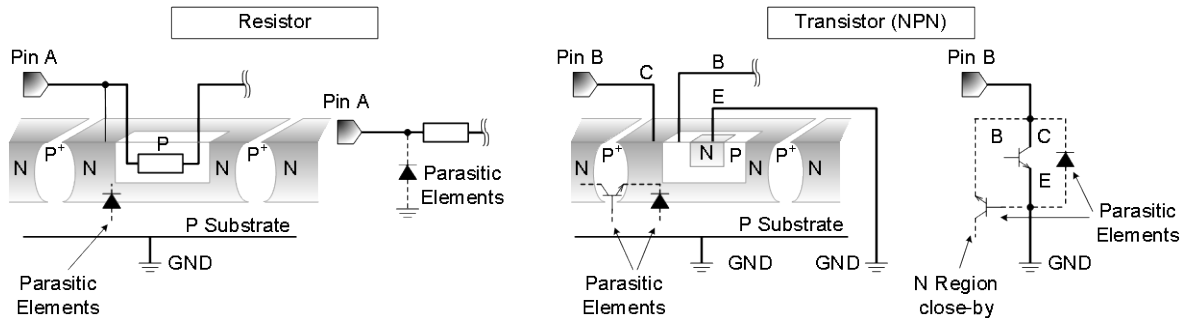 Resistor
Pin A
N
P+
N
P
N
P+
N
P Substrate
GND
Parasitic
Elements
Pin A
Parasitic
Elements
Transistor (NPN)
Pin B
C
B
E
N
P+
N
N
P
P+
N
P Substrate
GND
GND
Parasitic
Elements
Pin B
B
C
E
Parasitic
Elements
GND
N Region
close-by